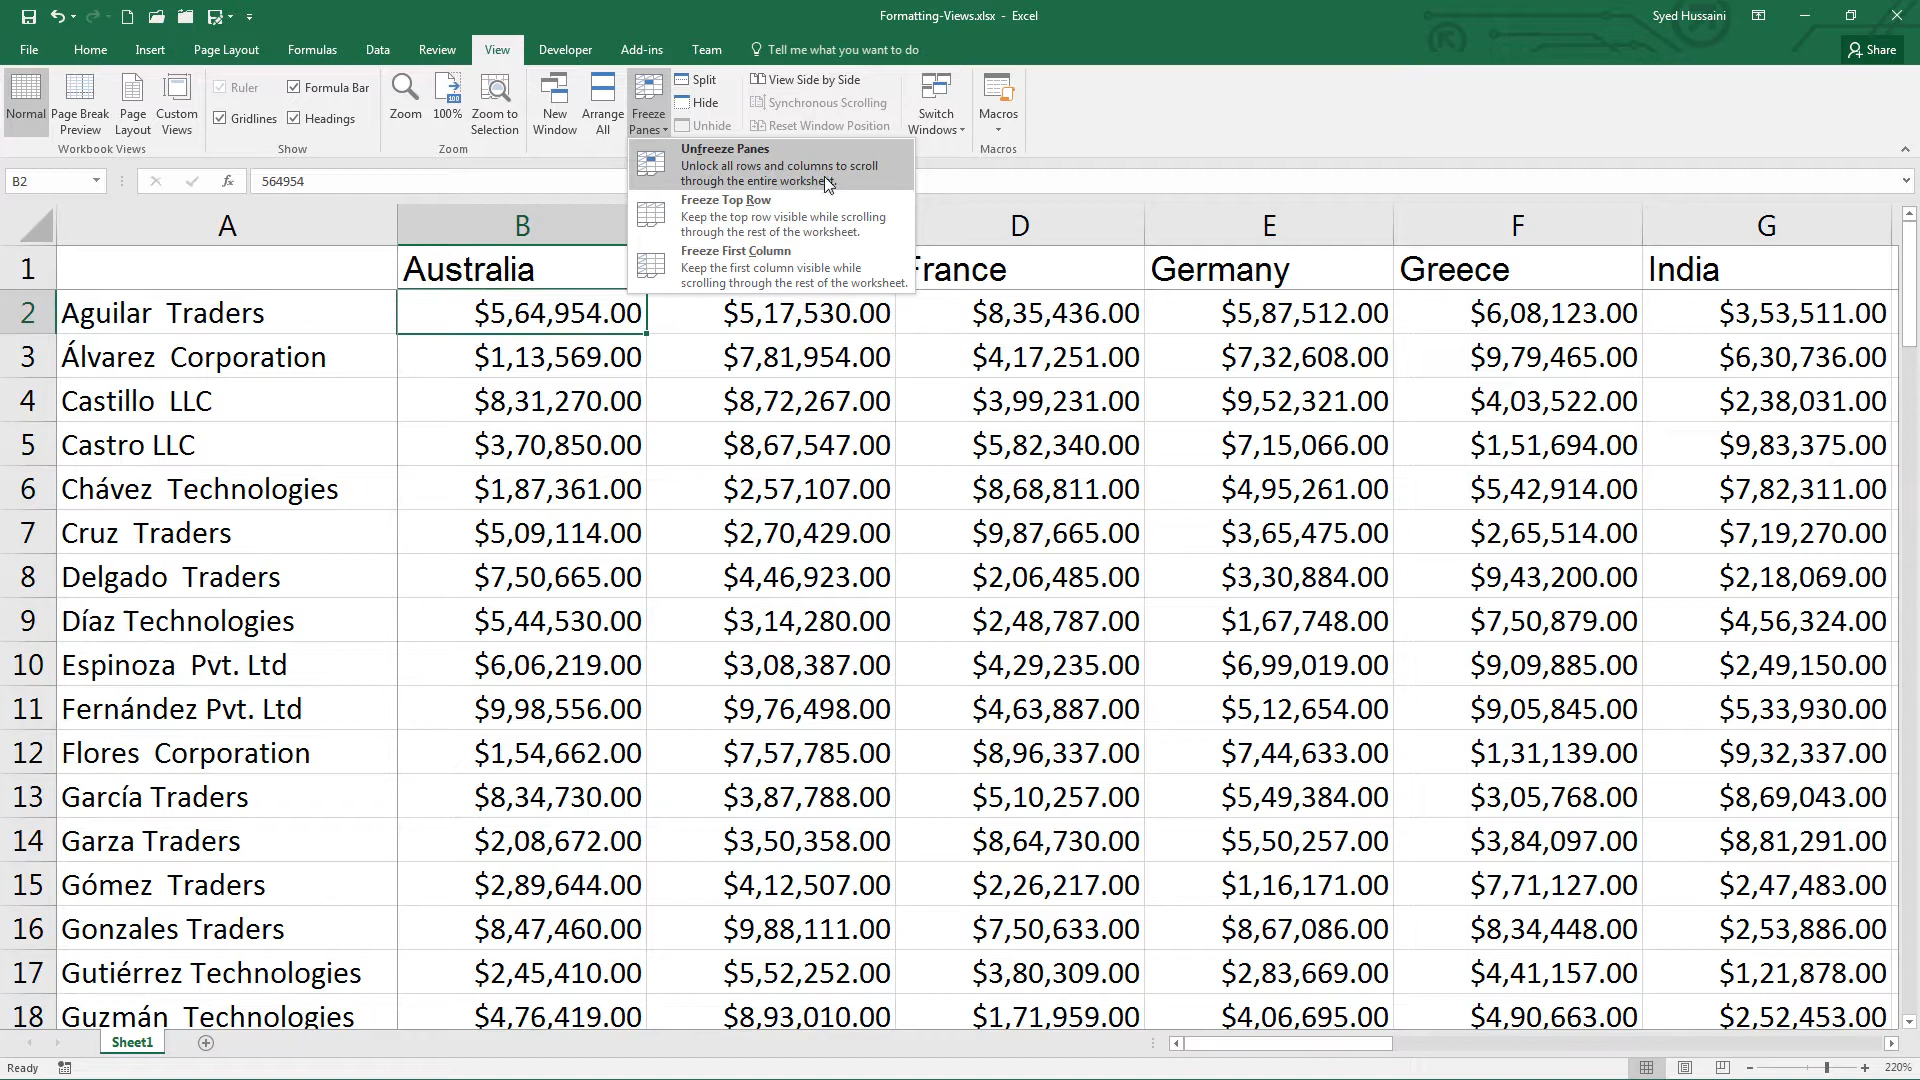 Formatting-Views.xlsx - Excel
Syed Hussaini
File Home Insert Page Layout Formulas Data Review View Developer Add-ins Team Tell me what you want to do Share
Normal
Page Break Preview
Page Layout
Custom Views
Workbook Views
Ruler
Formula Bar
Gridlines
Headings
Show
Zoom
100%
100
Zoom to Selection
Zoom
New Window
Arrange All
Freeze Panes
Split
Hide
Unhide
View Side by Side
Synchronous Scrolling
Reset Window Position
Switch Windows
Macros
Macros
Unfreeze Panes
Unlock all rows and columns to scroll
through the entire worksheet.
Freeze Top Row
Keep the top row visible while scrolling
through the rest of the worksheet.
Freeze First Column
Keep the first column visible while
scrolling through the rest of the worksheet.
B2 fx 564954
A B D E F G
1 Australia France Germany Greece India
2 Aguilar Traders $5,64,954.00 $5,17,530.00 $8,35,436.00 $5,87,512.00 $6,08,123.00 $3,53,511.00
3 Álvarez Corporation $1,13,569.00 $7,81,954.00 $4,17,251.00 $7,32,608.00 $9,79,465.00 $6,30,736.00
4 Castillo LLC $8,31,270.00 $8,72,267.00 $3,99,231.00 $9,52,321.00 $4,03,522.00 $2,38,031.00
5 Castro LLC $3,70,850.00 $8,67,547.00 $5,82,340.00 $7,15,066.00 $1,51,694.00 $9,83,375.00
6 Chávez Technologies $1,87,361.00 $2,57,107.00 $8,68,811.00 $4,95,261.00 $5,42,914.00 $7,82,311.00
7 Cruz Traders $5,09,114.00 $2,70,429.00 $9,87,665.00 $3,65,475.00 $2,65,514.00 $7,19,270.00
8 Delgado Traders $7,50,665.00 $4,46,923.00 $2,06,485.00 $3,30,884.00 $9,43,200.00 $2,18,069.00
9 Díaz Technologies $5,44,530.00 $3,14,280.00 $2,48,787.00 $1,67,748.00 $7,50,879.00 $4,56,324.00
10 Espinoza Pvt. Ltd $6,06,219.00 $3,08,387.00 $4,29,235.00 $6,99,019.00 $9,09,885.00 $2,49,150.00
11 Fernández Pvt. Ltd $9,98,556.00 $9,76,498.00 $4,63,887.00 $5,12,654.00 $9,05,845.00 $5,33,930.00
12 Flores Corporation $1,54,662.00 $7,57,785.00 $8,96,337.00 $7,44,633.00 $1,31,139.00 $9,32,337.00
13 García Traders $8,34,730.00 $3,87,788.00 $5,10,257.00 $5,49,384.00 $3,05,768.00 $8,69,043.00
14 Garza Traders $2,08,672.00 $3,50,358.00 $8,64,730.00 $5,50,257.00 $3,84,097.00 $8,81,291.00
15 Gómez Traders $2,89,644.00 $4,12,507.00 $2,26,217.00 $1,16,171.00 $7,71,127.00 $2,47,483.00
16 Gonzales Traders $8,47,460.00 $9,88,111.00 $7,50,633.00 $8,67,086.00 $8,34,448.00 $2,53,886.00
17 Gutiérrez Technologies $2,45,410.00 $5,52,252.00 $3,80,309.00 $2,83,669.00 $4,41,157.00 $1,21,878.00
18 Guzmán Technologies $4,76,419.00 $8,93,010.00 $1,71,959.00 $4,06,695.00 $4,90,663.00 $2,52,453.00
Sheet1
Ready 220%